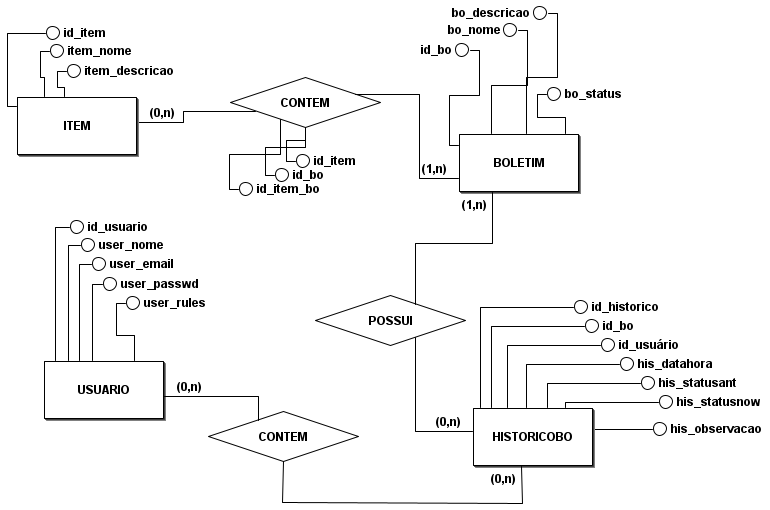 id_item
item_nome
item_descricao
(0,n)
ITEM
CONTEM
id_item
id_bo
id_item_bo
bo_descricao
bo_nome
id_bo
bo_status
BOLETIM
(1,n)
(1,n)
id_usuario
user_nome
user_email
user_passwd
user_rules
USUARIO
(0,n)
CONTEM
POSSUI
id_historico
id_bo
id_usuário
his_datahora
his_statusant
his_statusnow
his_observacao
(0,n)
HISTORICOBO
(0,n)